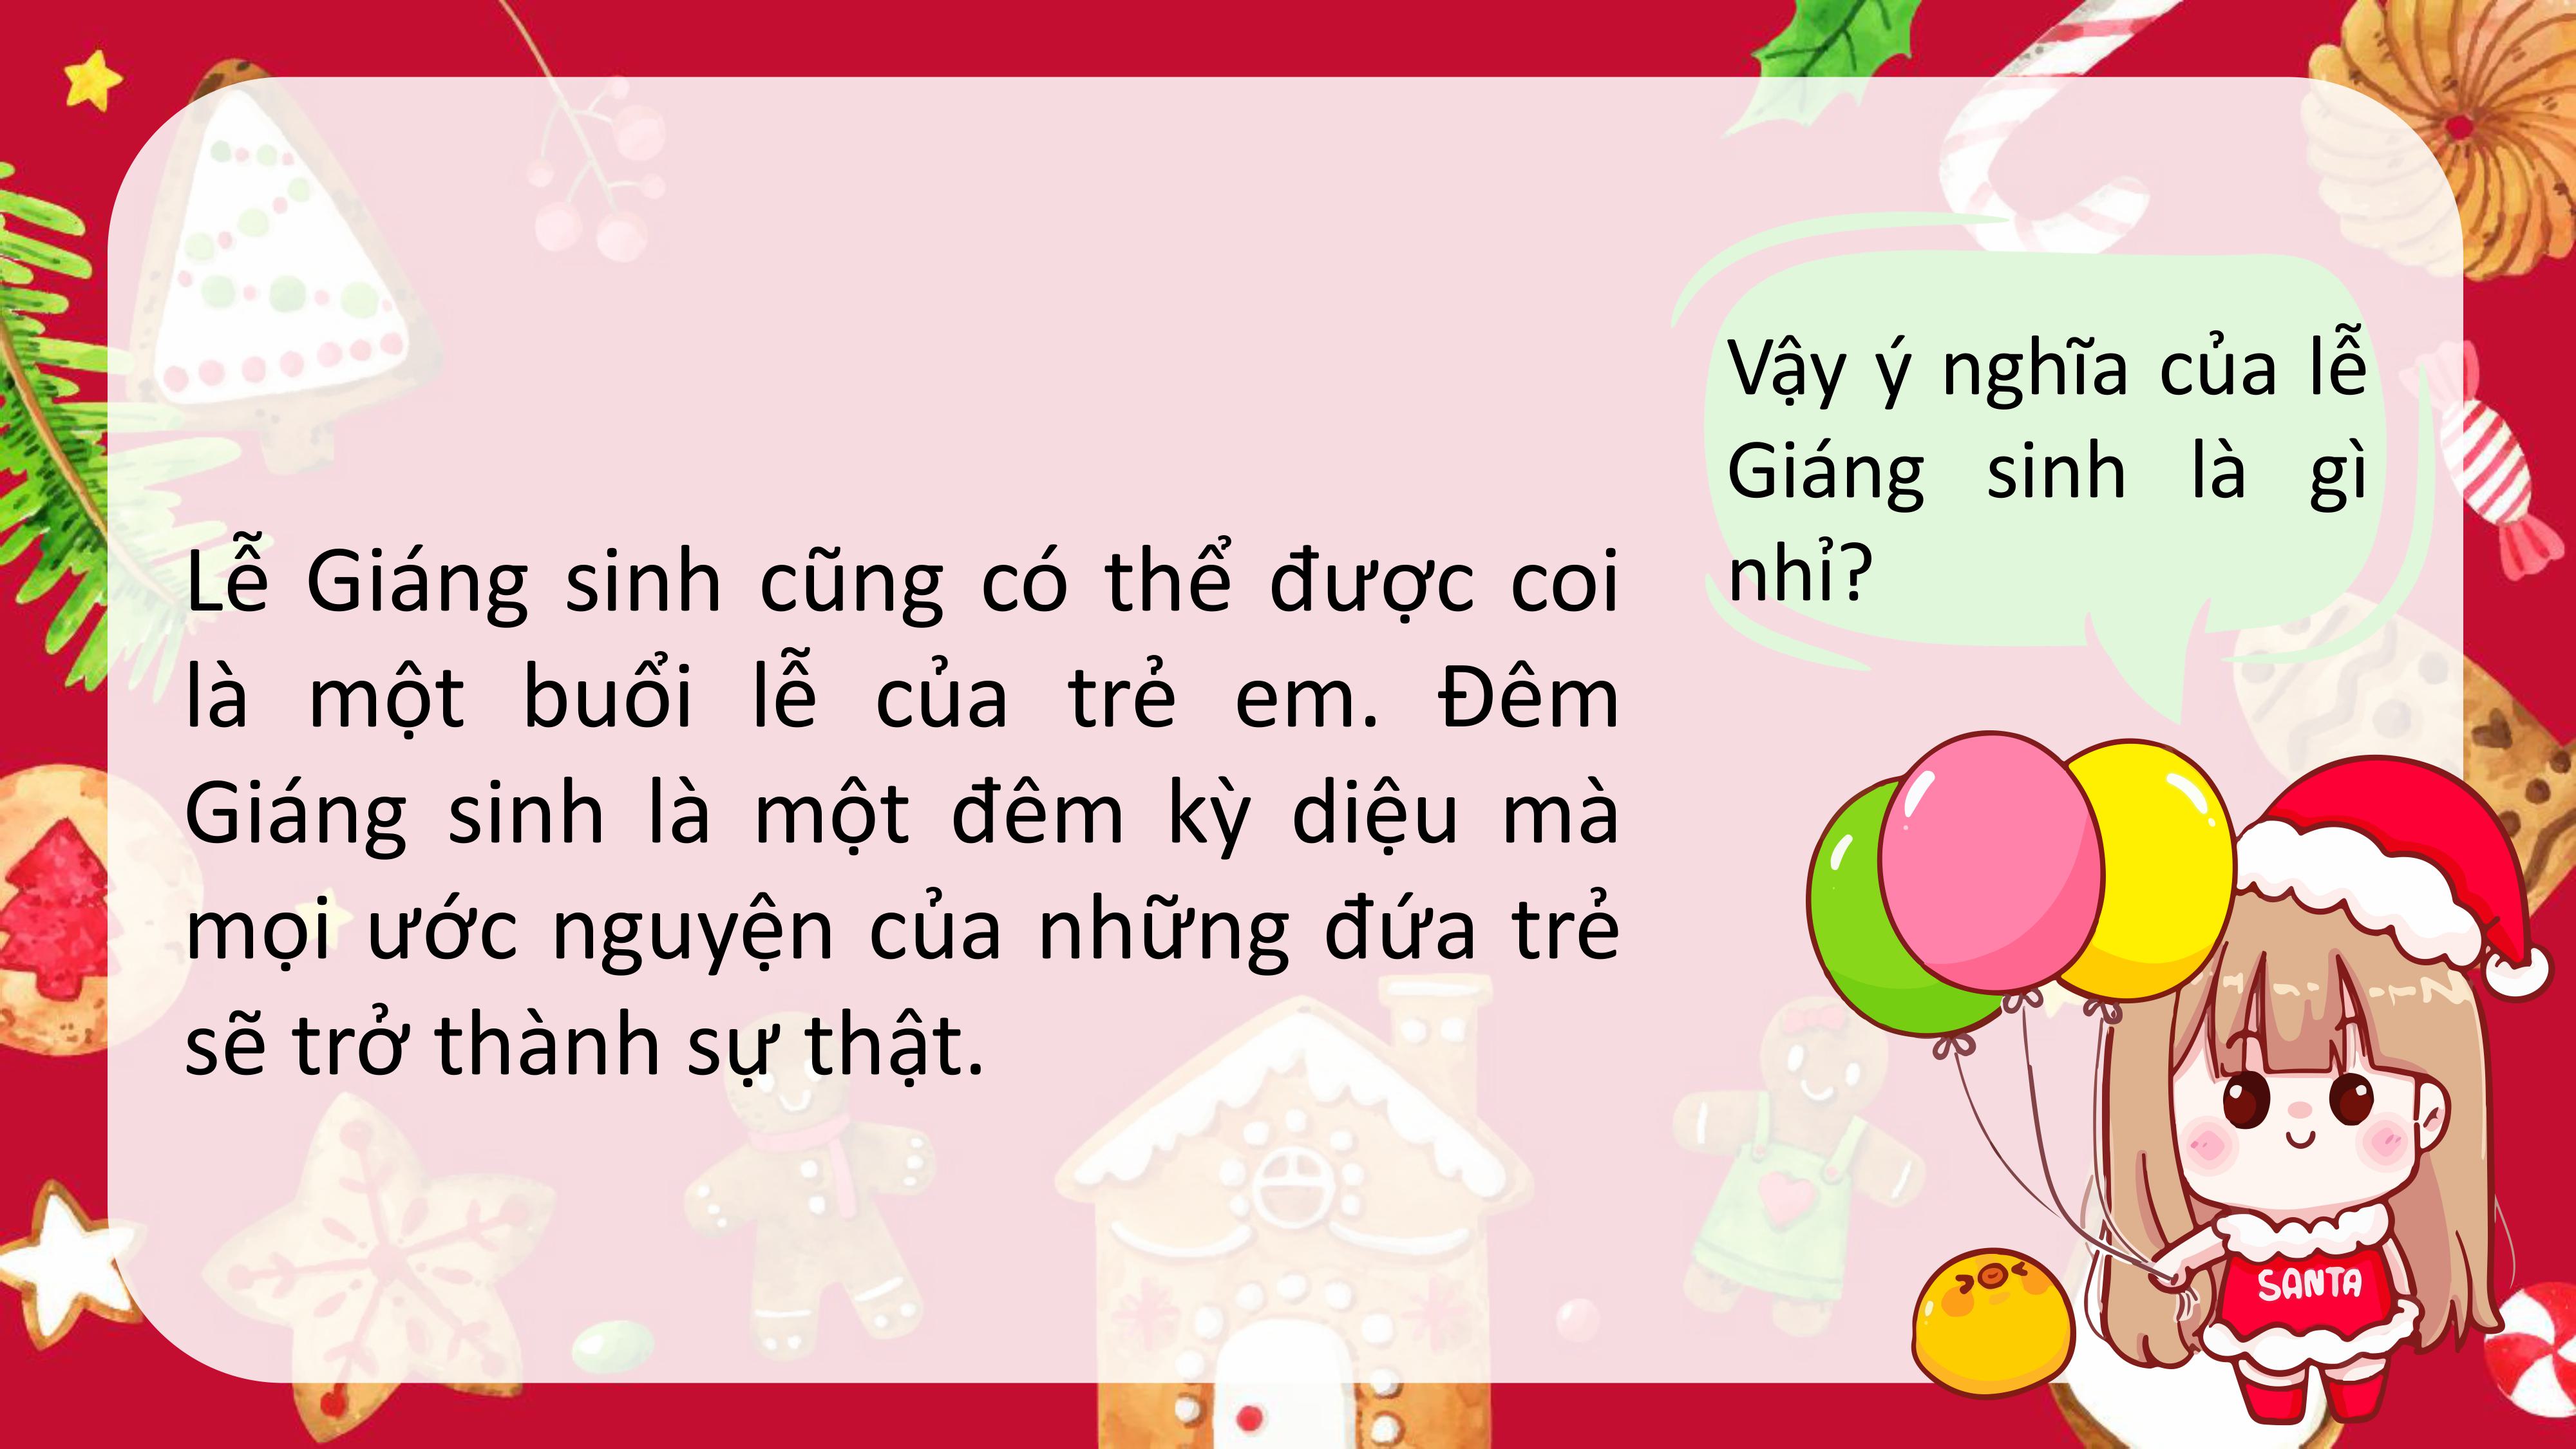 Vậy ý nghĩa của lễ
Giáng sinh là gì
nhỉ?
Lễ Giáng sinh cũng có thể được coi
là một buổi lễ của trẻ em. Đêm
Giáng sinh là một đêm kỳ diệu mà
mọi ước nguyện của những đứa trẻ
sẽ trở thành sự thật.
SANTA